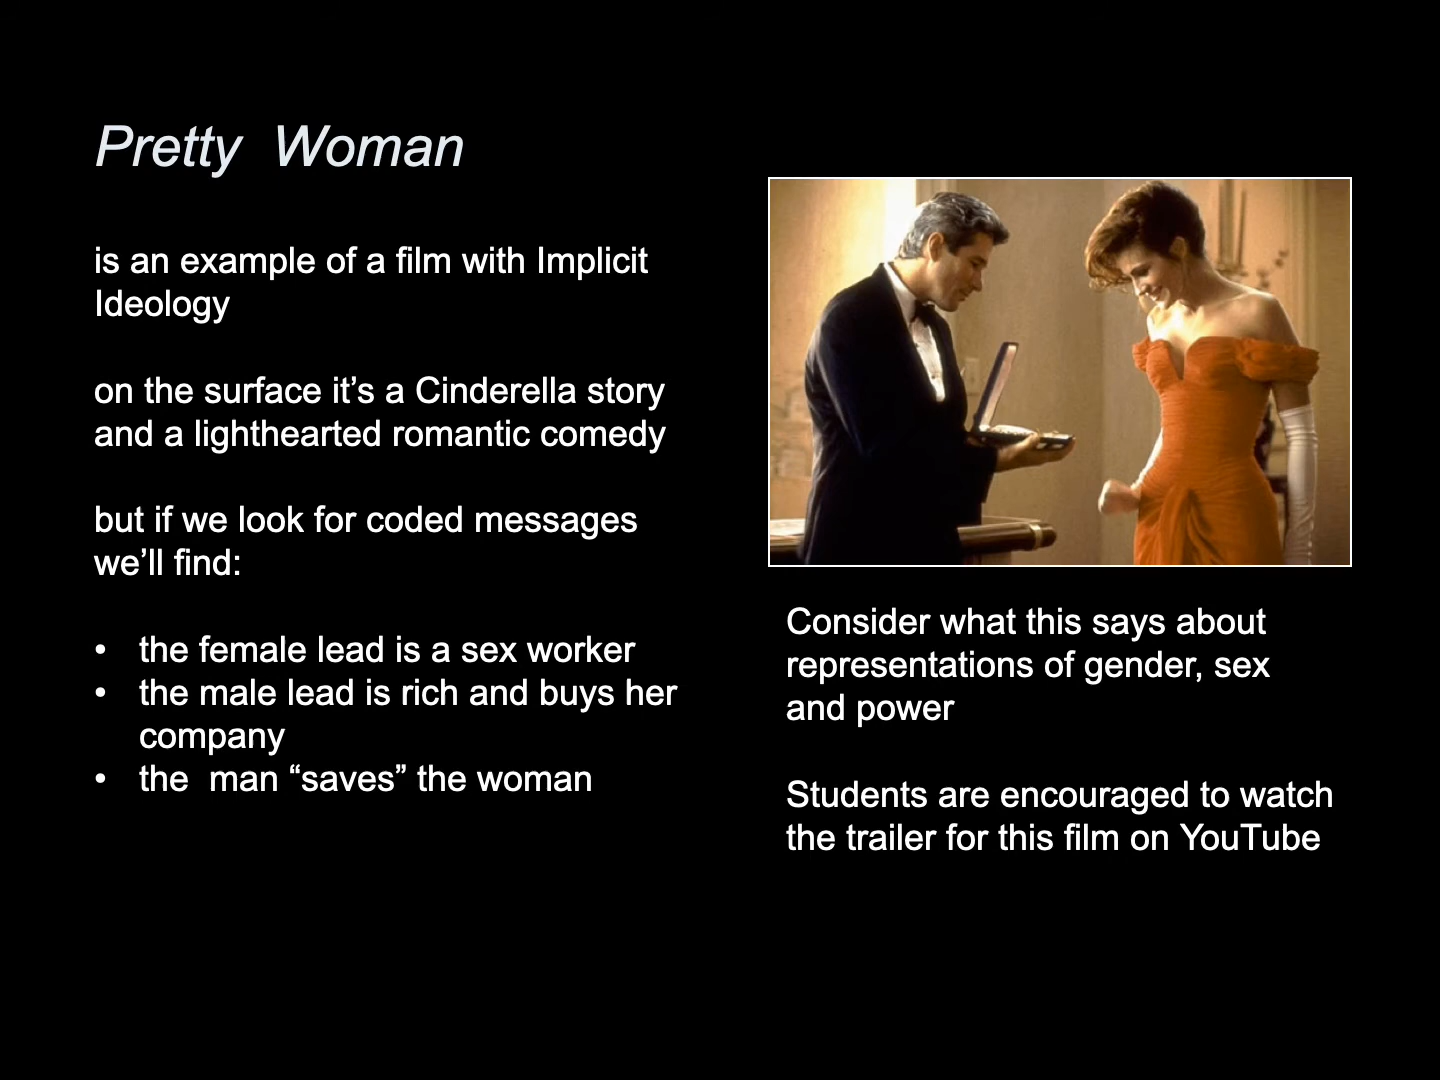 Pretty  Woman
is an example of a film with Implicit
Ideology
on the surface it’s a Cinderella story
and a lighthearted romantic comedy
but if we look for coded messages
we’ll find:
• the female lead is a sex worker
• the male lead is rich and buys her
company
• the  man “saves” the woman
Consider what this says about
representations of gender, sex
and power
Students are encouraged to watch
the trailer for this film on YouTube